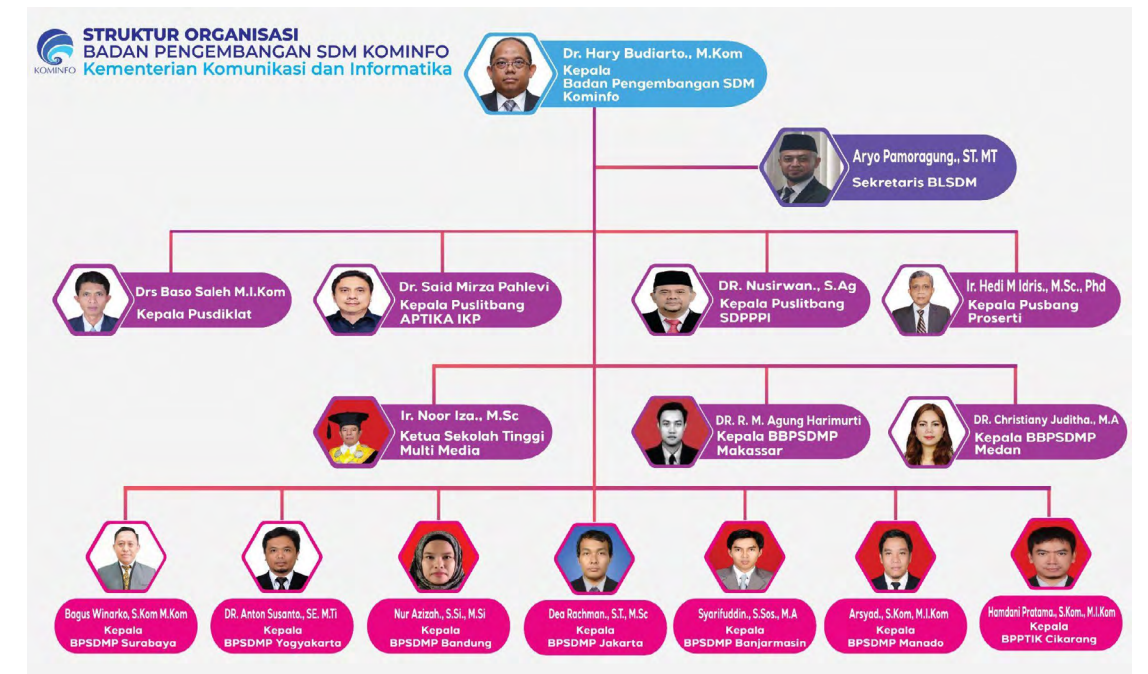 STRUKTUR ORGANISASI
BADAN PENGEMBANGAN SDM KOMINFO
Kementerian Komunikasi dan Informatika
KOMINFO
Dr. Hary Budiarto., M.Kom
Kepala
Badan Pengembangan SDM
Kominfo
Aryo Pamoragung., ST. MT
Sekretaris BLSDM
Drs Baso Saleh M.I.Kom
Kepala Pusdiklat
Dr. Said Mirza Pahlevi
Kepala Puslitbang
APTIKA IKP
DR. Nusirwan., S.Ag
Kepala Puslitbang
SDPPPI
Ir. Hedi M Idris., M.Sc., Phd
Kepala Pusbang
Proserti
Ir. Noor Iza., M.Sc
Ketua Sekolah Tinggi
Multi Media
DR. R. M. Agung Harimurti
Kepala BBPSDMP
Makassar
DR. Christiany Juditha., M.A
Kepala BBPSDMP
Medan
Bagus Winarko, S.Kom M.Kom
Kepala
BPSDMP Surabaya
DR. Anton Susanto., SE. M.Ti
Kepala
BPSDMP Yogyakarta
Nur Azizah., S.Si., M.Si
Kepala
BPSDMP Bandung
Dea Rachman., S.T., M.Sc
Kepala
BPSDMP Jakarta
Syarifuddin., S.Sos., M.A
Kepala
BPSDMP Banjarmasin
Arsyad., S.Kom, M.I.Kom
Kepala
BPSDMP Manado
Hamdani Pratama., S.Kom., M.I.Kom
Kepala
BPPTIK Cikarang